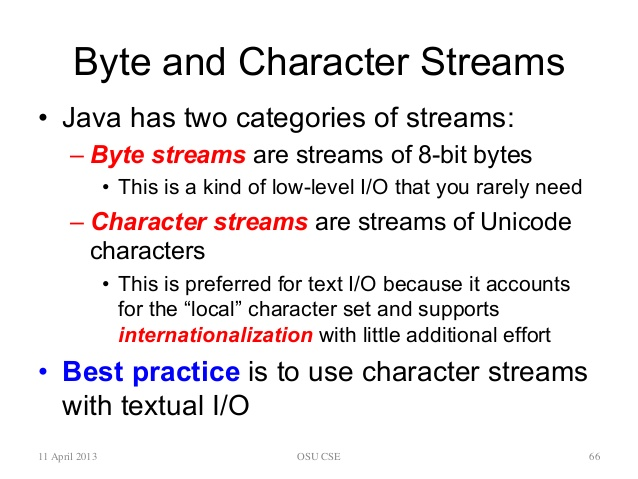 Byte and Character Streams
• Java has two categories of streams:
– Byte streams are streams of 8-bit bytes
• This is a kind of low-level I/O that you rarely need
– Character streams are streams of Unicode
characters
• This is preferred for text I/O because it accounts
for the “local” character set and supports
internationalization with little additional effort
• Best practice is to use character streams
with textual I/O
11 April 2013 OSU CSE 66